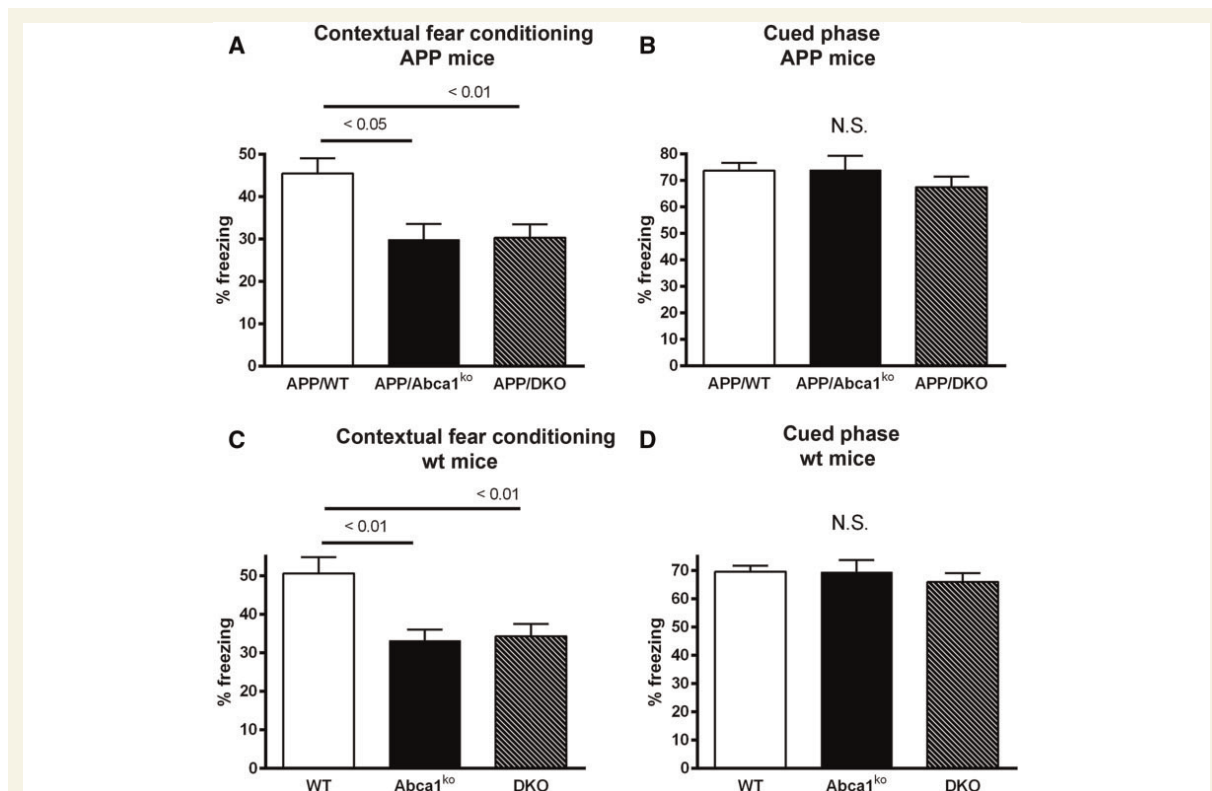 A
Contextual fear conditioning
APP mice
< 0.01
< 0.05
% freezing
50
40
30
20
10
0
APP/WT APP/Abca1ko APP/DKO
B
Cued phase
APP mice
N.S.
% freezing
80
70
60
50
40
30
20
10
0
APP/WT APP/Abca1ko APP/DKO
C
Contextual fear conditioning
wt mice
< 0.01
< 0.01
% freezing
50
40
30
20
10
0
WT Abca1ko DKO
D
Cued phase
wt mice
N.S.
% freezing
70
60
50
40
30
20
10
0
WT Abca1ko DKO